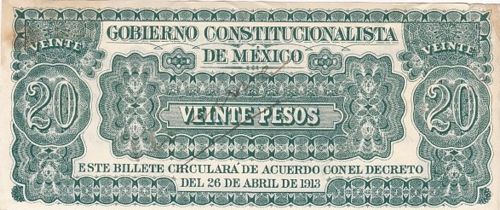 GOBIERNO CONSTITUCIONALISTA
DE MÉXICO
VEINTE
VEINTE
20
VEINTE PESOS
20
ESTE BILLETE CIRCULARÁ DE ACUERDO CON EL DECRETO
DEL 26 DE ABRIL DE 1913